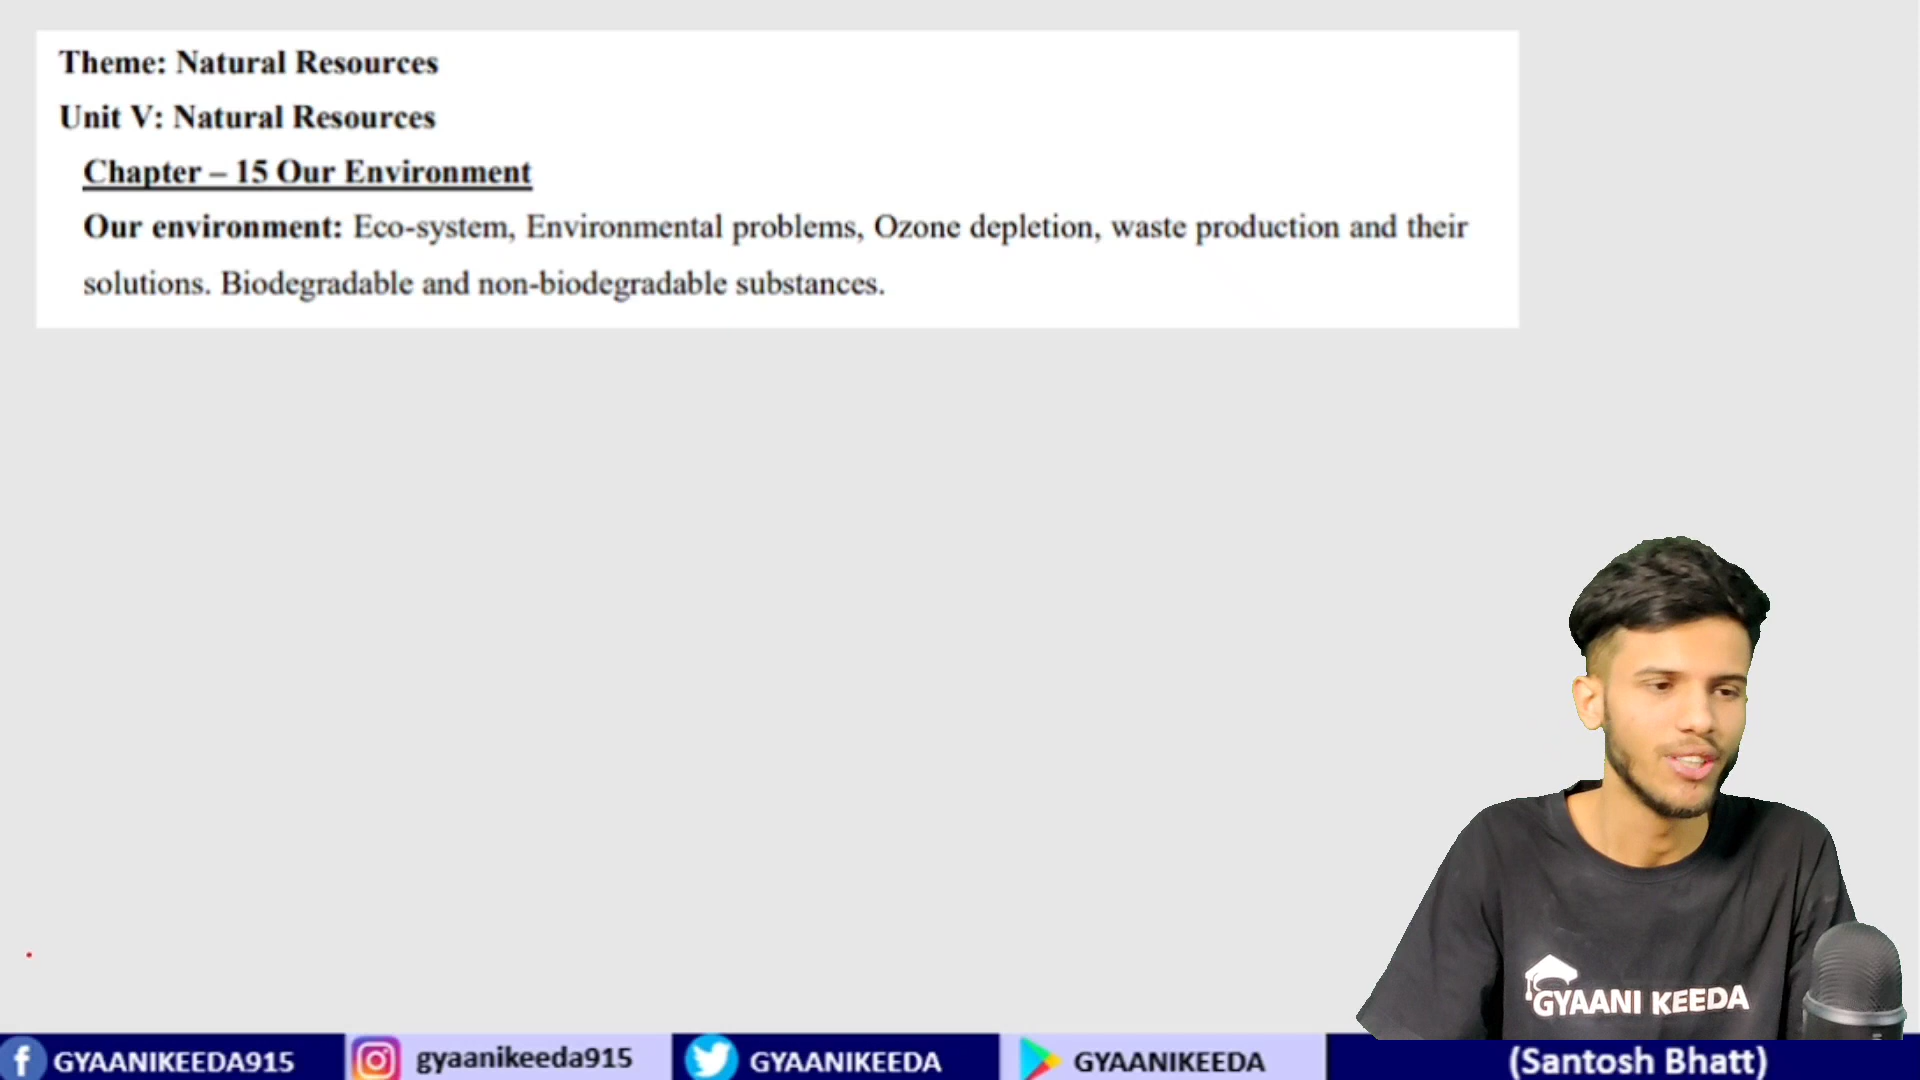 Theme: Natural Resources
Unit V: Natural Resources
Chapter – 15 Our Environment
Our environment: Eco-system, Environmental problems, Ozone depletion, waste production and their
solutions. Biodegradable and non-biodegradable substances.
GYAANI KEEDA
GYAANIKEEDA915
gyaanikeeda915
GYAANIKEEDA
GYAANIKEEDA
(Santosh Bhatt)